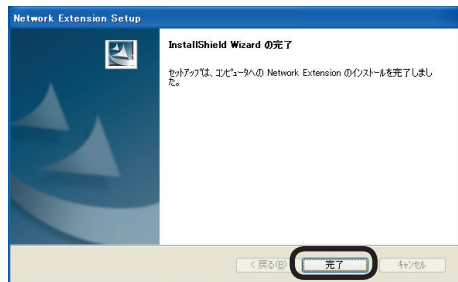 Network Extension Setup
InstallShield Wizard の完了
ｾｯﾄｱｯﾌﾟは、ｺﾝﾋﾟｭｰﾀへの Network Extension のｲﾝｽﾄｰﾙを完了しまし
た。
< 戻る(B)
完了
ｷｬﾝｾﾙ